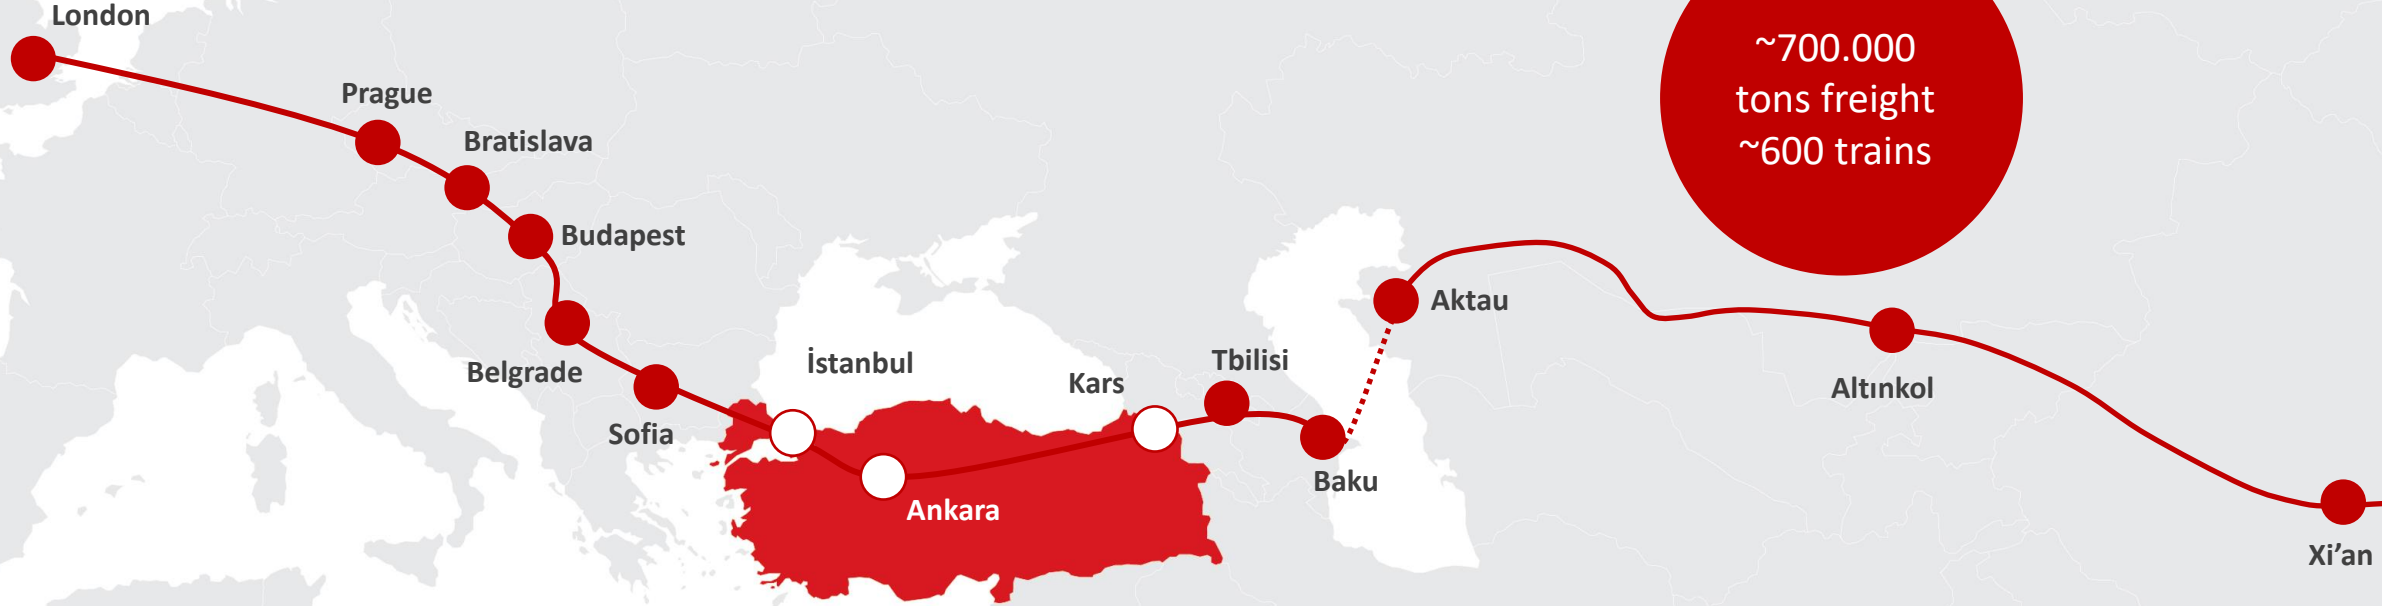 London
Prague
Bratislava
Budapest
Belgrade
Sofia
İstanbul
Ankara
Kars
Tbilisi
Baku
Aktau
~700.000
tons freight
~600 trains
Altınkol
Xi’an